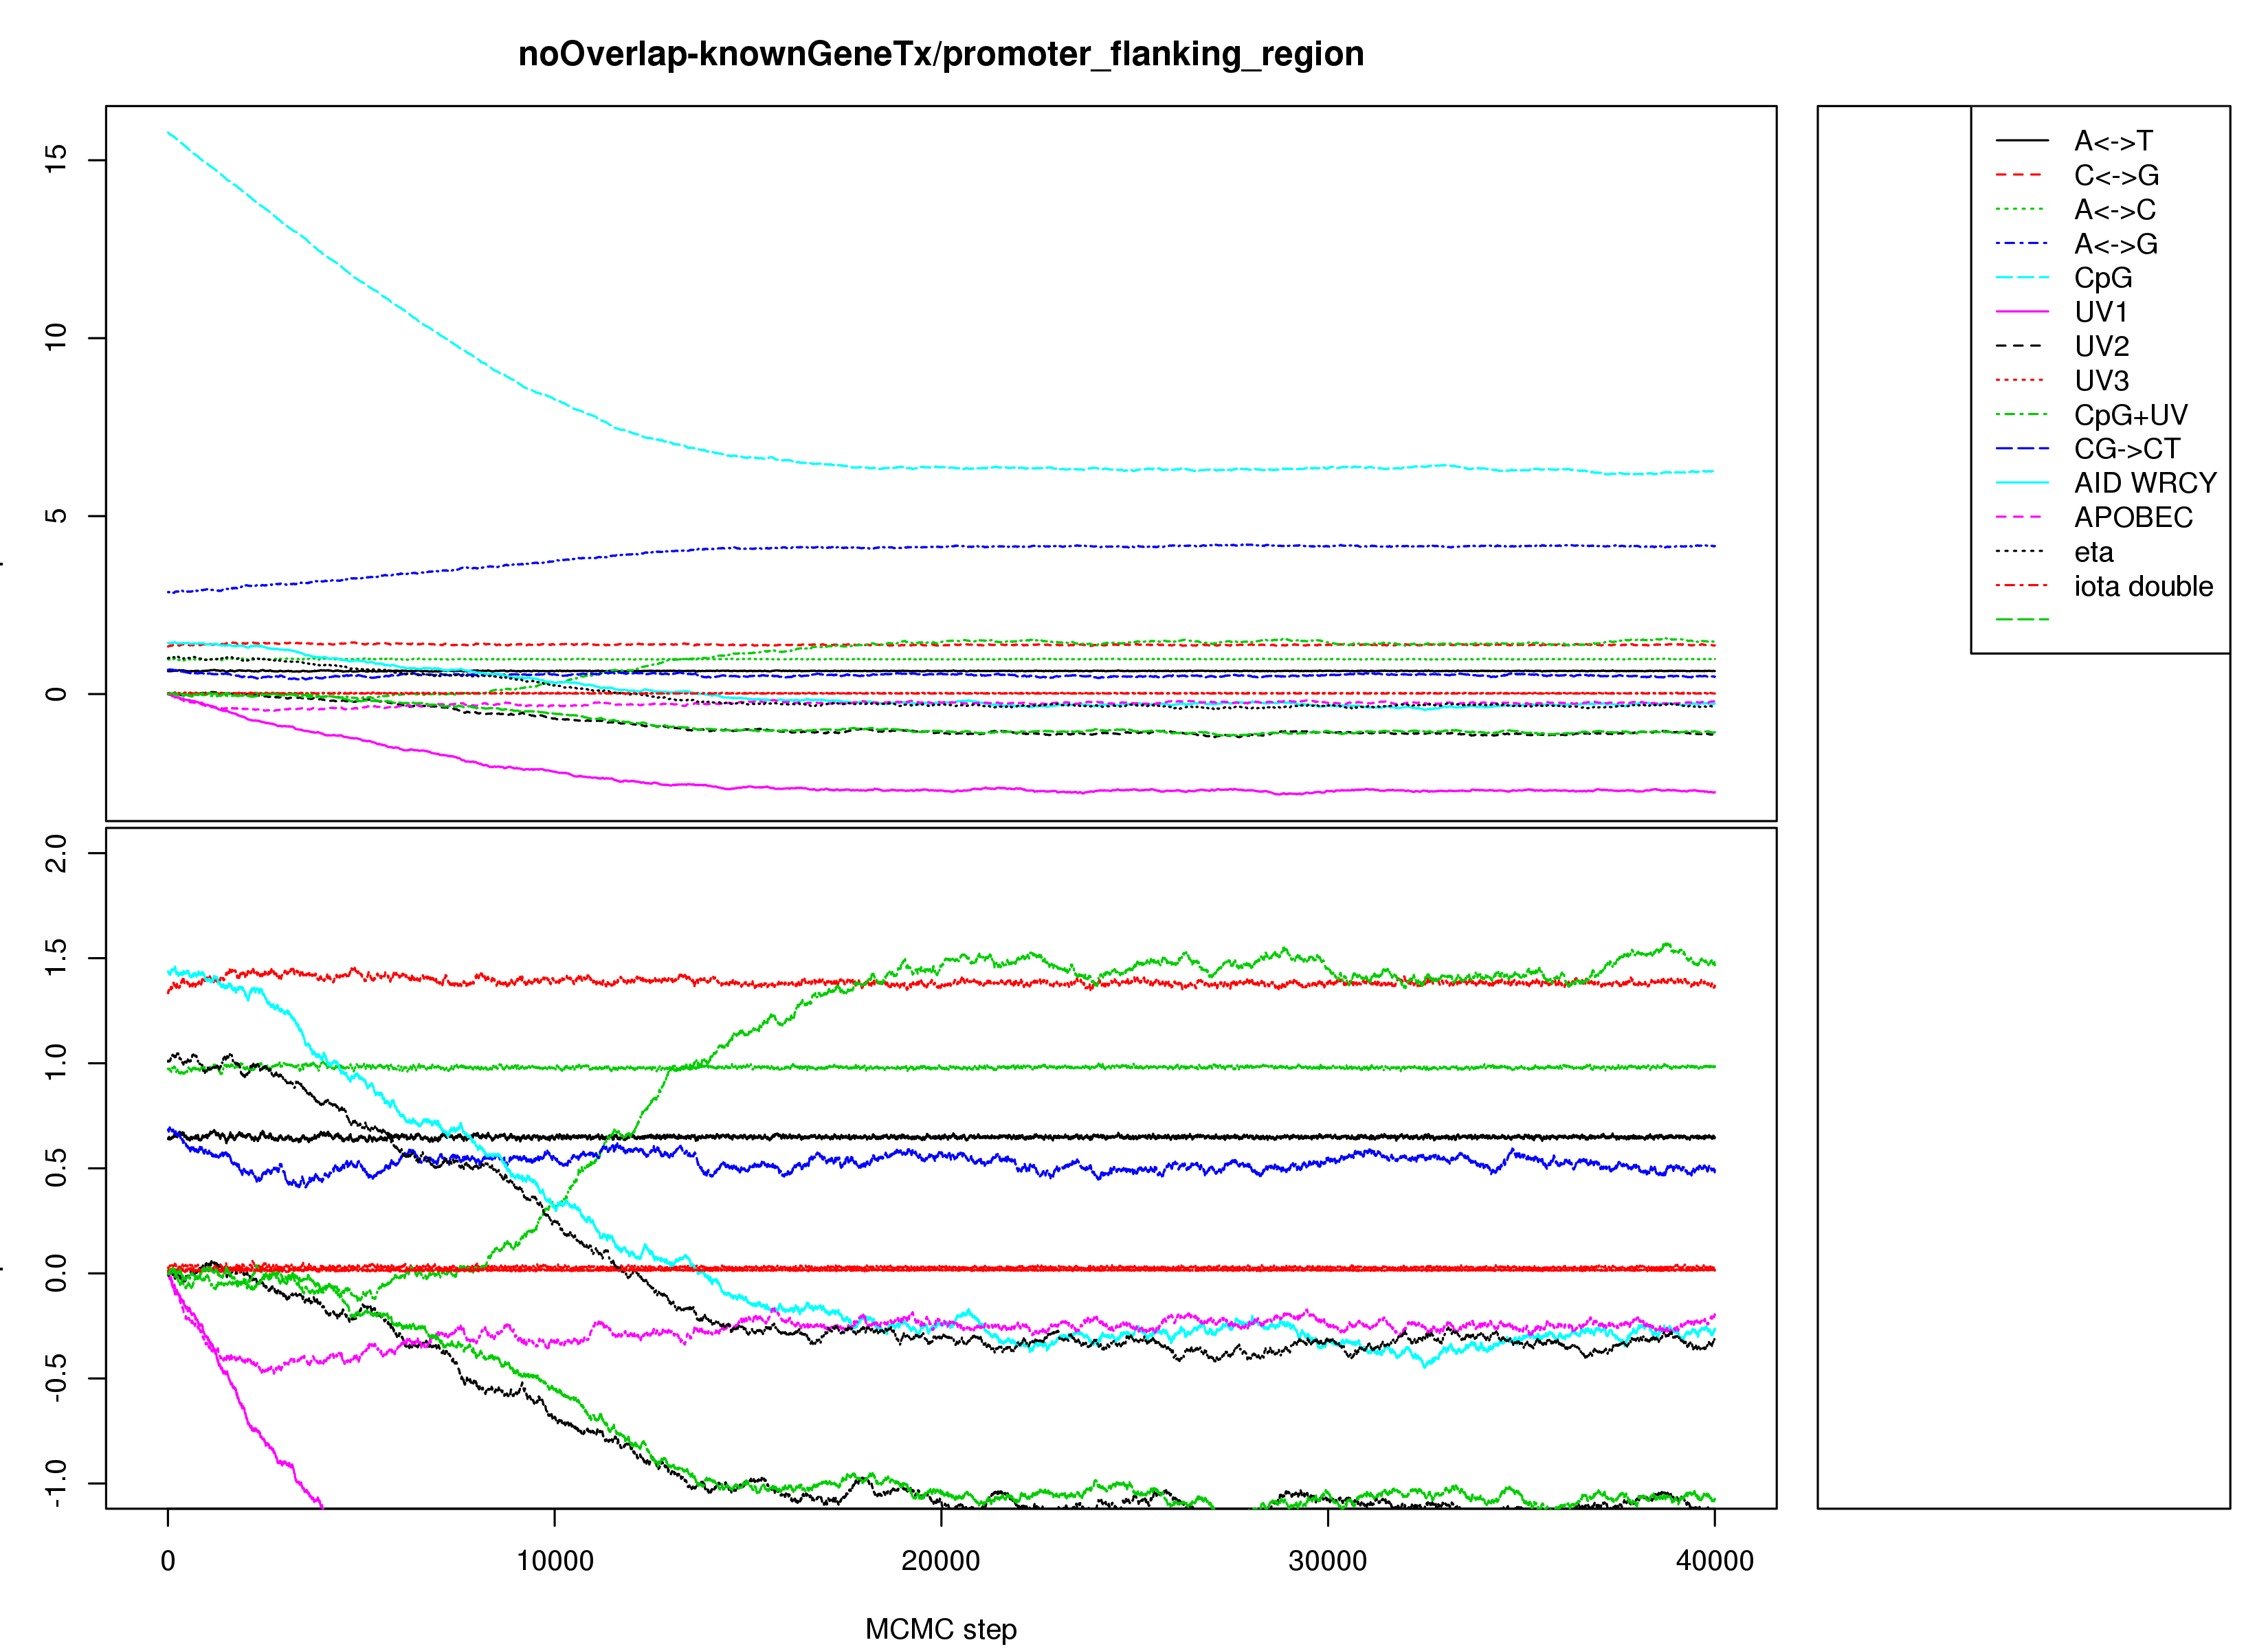 noOverlap-knownGeneTx/promoter_flanking_region
15
10
5
0
A<->T
C<->G
A<->C
A<->G
CpG
UV1
UV2
UV3
CpG+UV
CG->CT
AID WRCY
APOBEC
eta
iota double
2.0
1.5
1.0
0.5
0.0
-0.5
-1.0
0 10000 20000 30000 40000
MCMC step